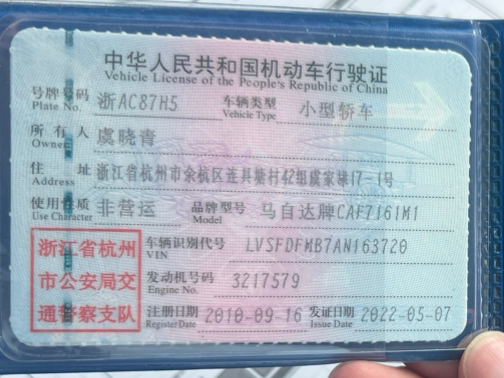 中华人民共和国机动车行驶证
Vehicle License of the People's Republic of China
号牌号码 浙AC87H5 车辆类型 小型轿车
Plate No. Vehicle Type
所有人 虞晓青
Owner
住址 浙江省杭州市余杭区连具塘村42组虞家埭17-1号
Address
使用性质 非营运 品牌型号 马自达牌CAF7161M1
Use Character Model
浙江省杭州 车辆识别代号 LVSFDFMB7AN163720
VIN
市公安局交 发动机号码 3217579
Engine No.
通警察支队 注册日期 2010-09-16 发证日期 2022-05-07
Register Date Issue Date